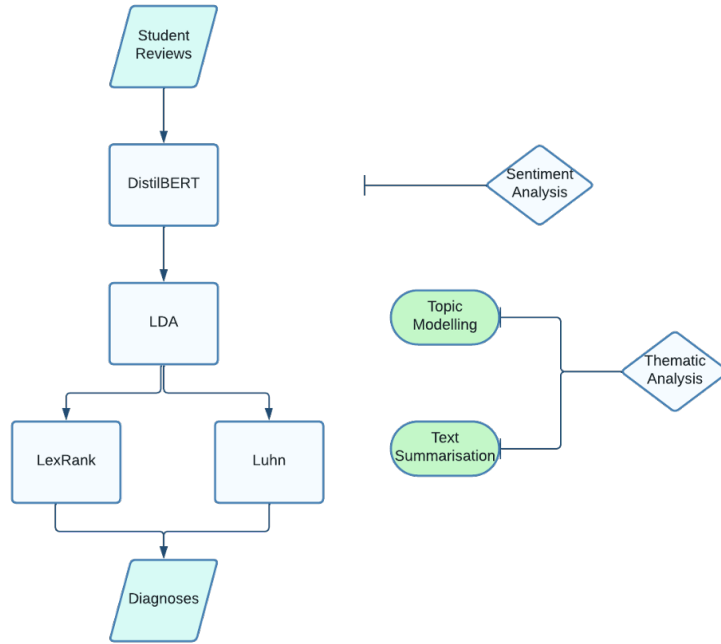 Student
Reviews
DistilBERT
Sentiment
Analysis
LDA
Topic
Modelling
Thematic
Analysis
LexRank
Luhn
Text
Summarisation
Diagnoses